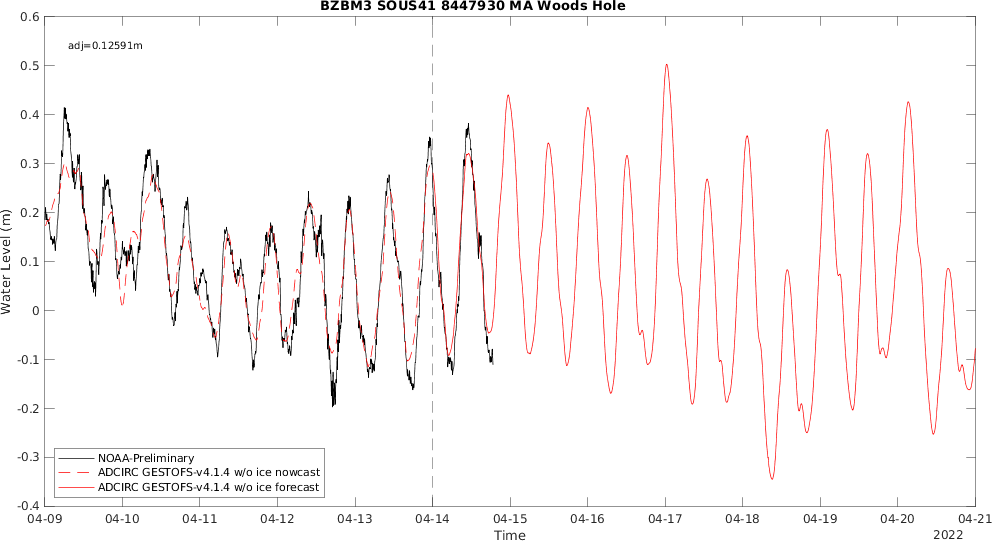 BZBM3 SOUS41 8447930 MA Woods Hole
adj=0.12591m
0.6
0.5
0.4
0.3
0.2
0.1
0
-0.1
-0.2
-0.3
-0.4
Water Level (m)
NOAA-Preliminary
ADCIRC GESTOFS-v4.1.4 w/o ice nowcast
ADCIRC GESTOFS-v4.1.4 w/o ice forecast
04-09 04-10 04-11 04-12 04-13 04-14 04-15 04-16 04-17 04-18 04-19 04-20 04-21
Time
2022